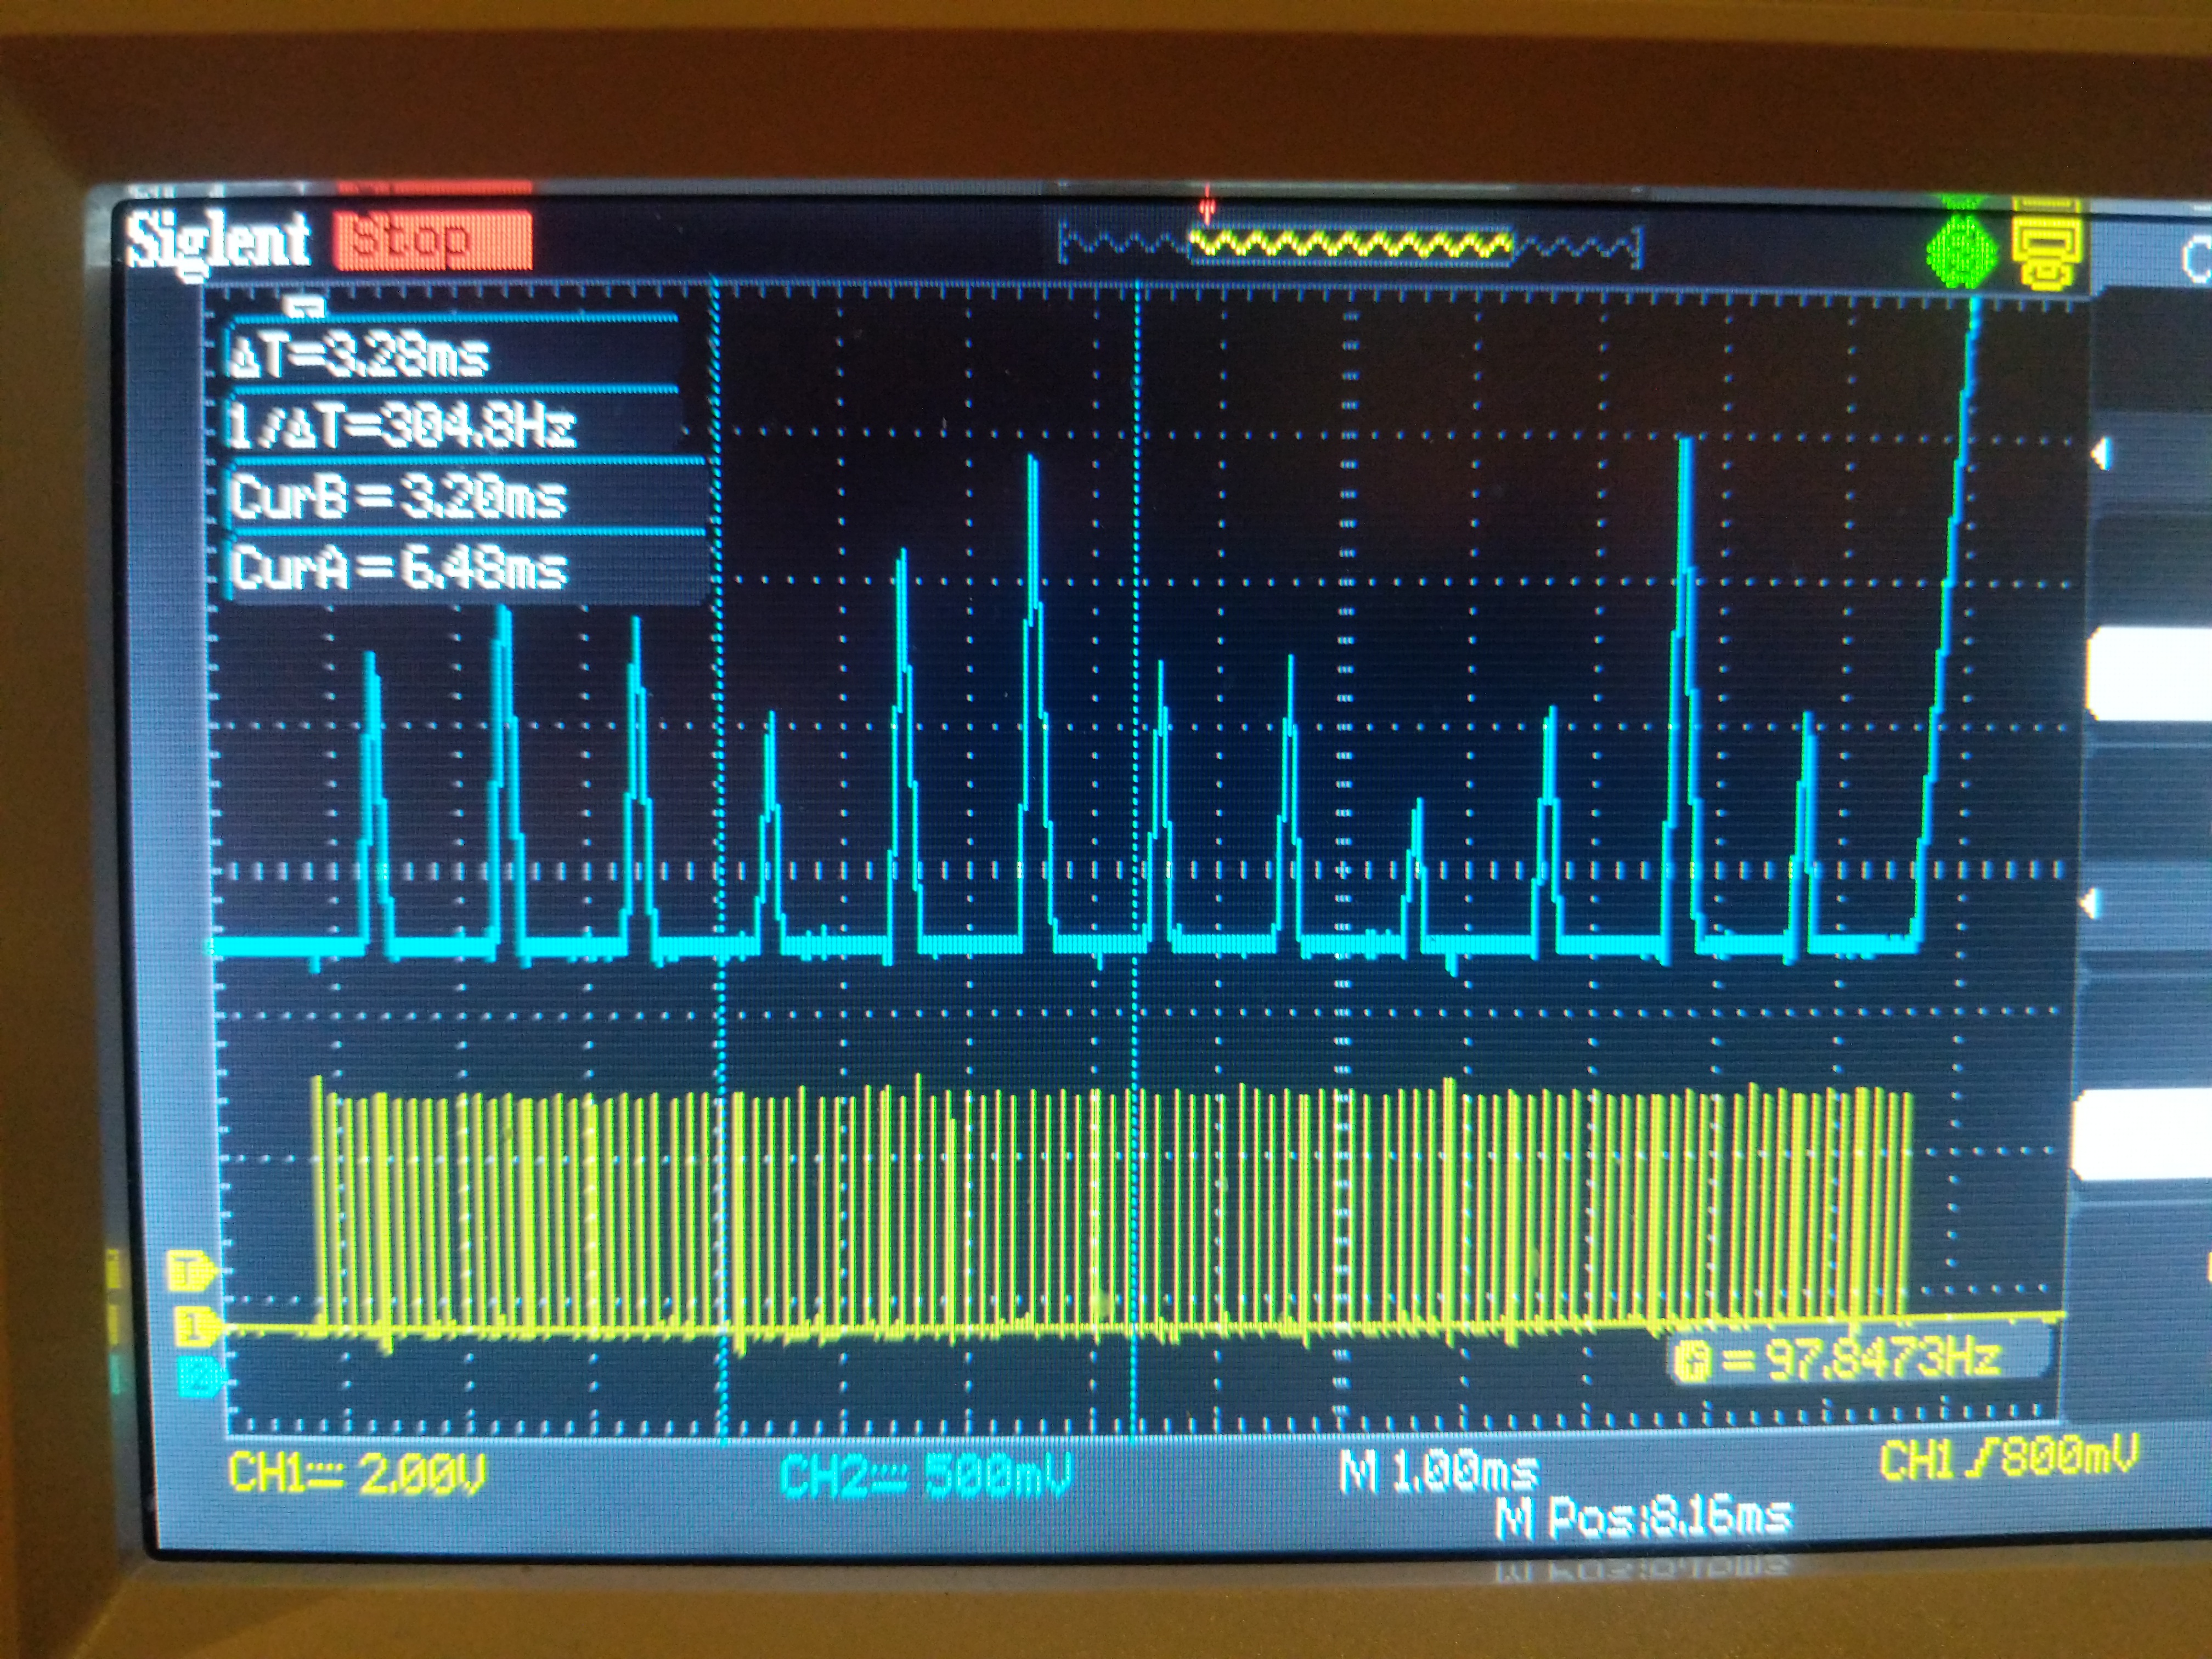 Siglent Stop
ΔT=3.28ms
1/ΔT=304.8Hz
CurB=3.20ms
CurA=6.48ms
T
1
2
=97.8473Hz
CH1 2.00V CH2 500mV M 1.00ms CH1 800mV
M Pos:8.16ms